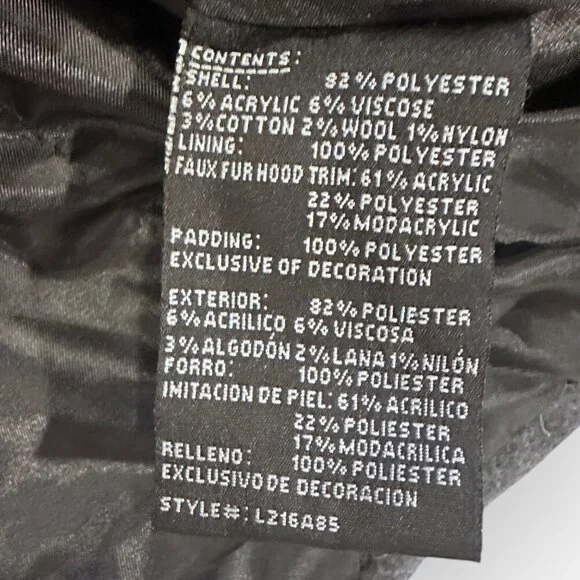 CONTENTS:
SHELL: 82% POLYESTER
6% ACRYLIC 6% VISCOSE
3% COTTON 2% WOOL 1% NYLON
LINING: 100% POLYESTER
FAUX FUR HOOD TRIM: 61% ACRYLIC
22% POLYESTER
17% MODACRYLIC
PADDING: 100% POLYESTER
EXCLUSIVE OF DECORATION
EXTERIOR: 82% POLIESTER
6% ACRILICO 6% VISCOSA
3% ALGODÓN 2% LANA 1% NILÓN
FORRO: 100% POLIESTER
IMITACION DE PIEL: 61% ACRILICO
22% POLIESTER
17% MODACRILICA
RELLENO: 100% POLIESTER
EXCLUSIVO DE DECORACION
STYLE#: L216A85